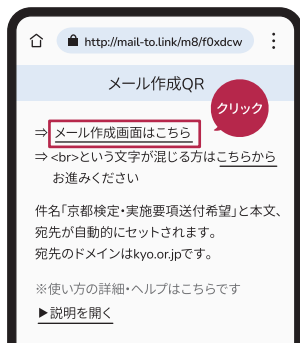 http://mail-to.link/m8/f0xdcw
メール作成QR
クリック
⇒ メール作成画面はこちら
⇒ <br>という文字が混じる方はこちらから
お進みください
件名「京都検定・実施要項送付希望」と本文、
宛先が自動的にセットされます。
宛先のドメインはkyo.or.jpです。
※使い方の詳細・ヘルプはこちらです
▶説明を開く